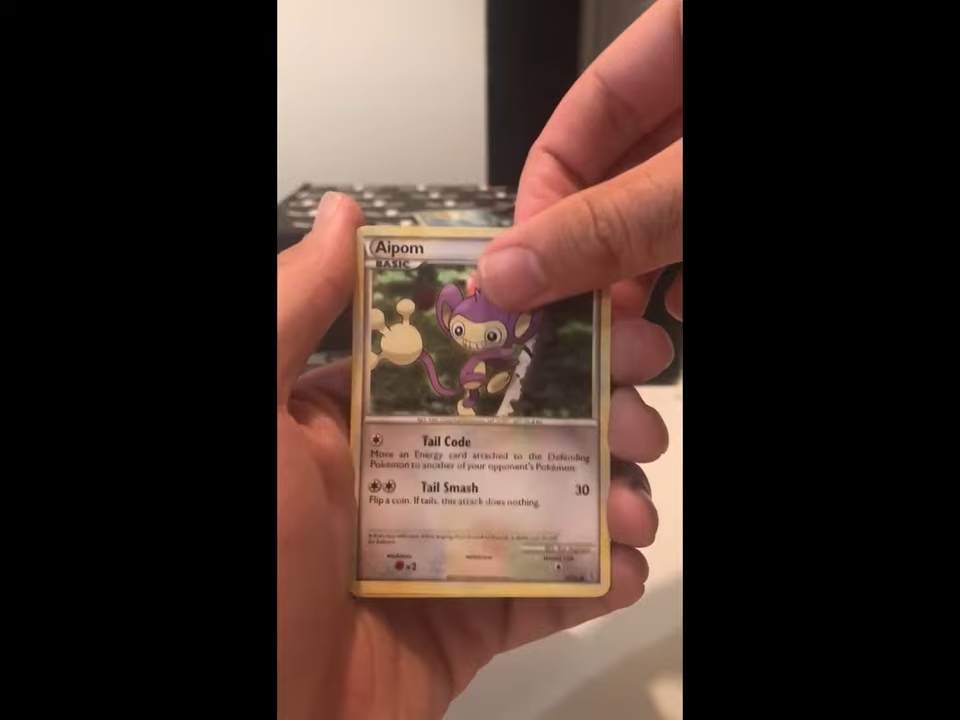 Aipom
BASIC
Tail Code
Move an Energy card attached to the Defending
Pokémon to another of your opponent's Pokémon.
Tail Smash 30
Flip a coin. If tails, this attack does nothing.
weakness
×2